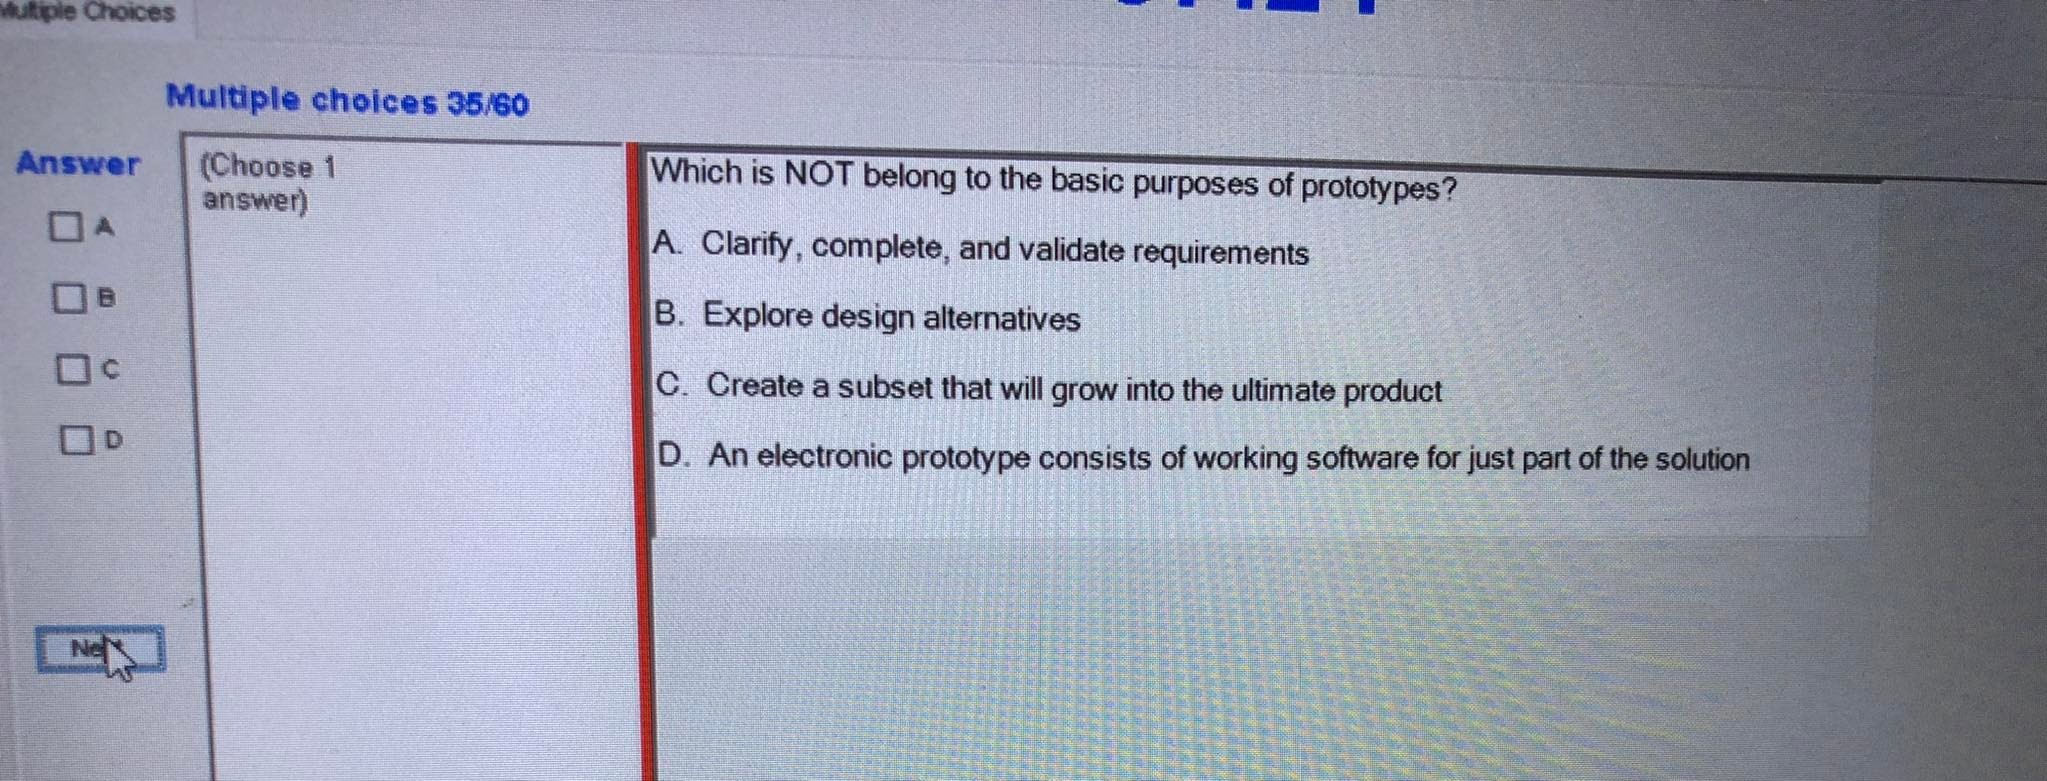 Multiple Choices
Multiple choices 35/60
Answer
(Choose 1
answer)
A
B
C
D
Which is NOT belong to the basic purposes of prototypes?
A. Clarify, complete, and validate requirements
B. Explore design alternatives
C. Create a subset that will grow into the ultimate product
D. An electronic prototype consists of working software for just part of the solution